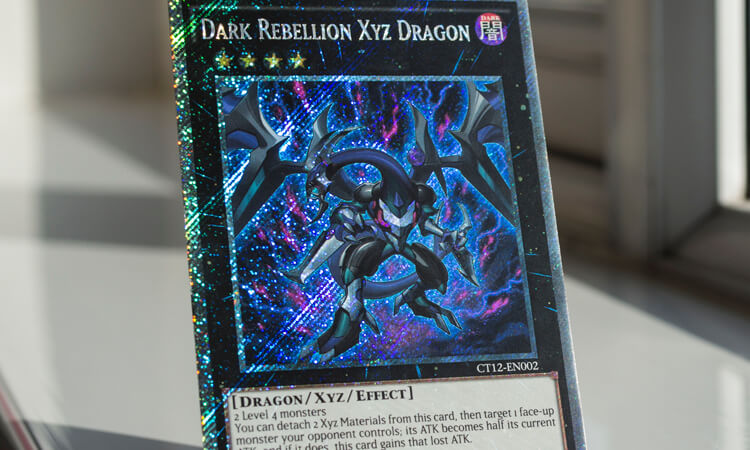 Dark Rebellion Xyz Dragon
DARK
闇
CT12-EN002
[Dragon/Xyz/Effect]
2 Level 4 monsters
You can detach 2 Xyz Materials from this card, then target 1 face-up
monster your opponent controls; its ATK becomes half its current
ATK, and if it does, this card gains that lost ATK.